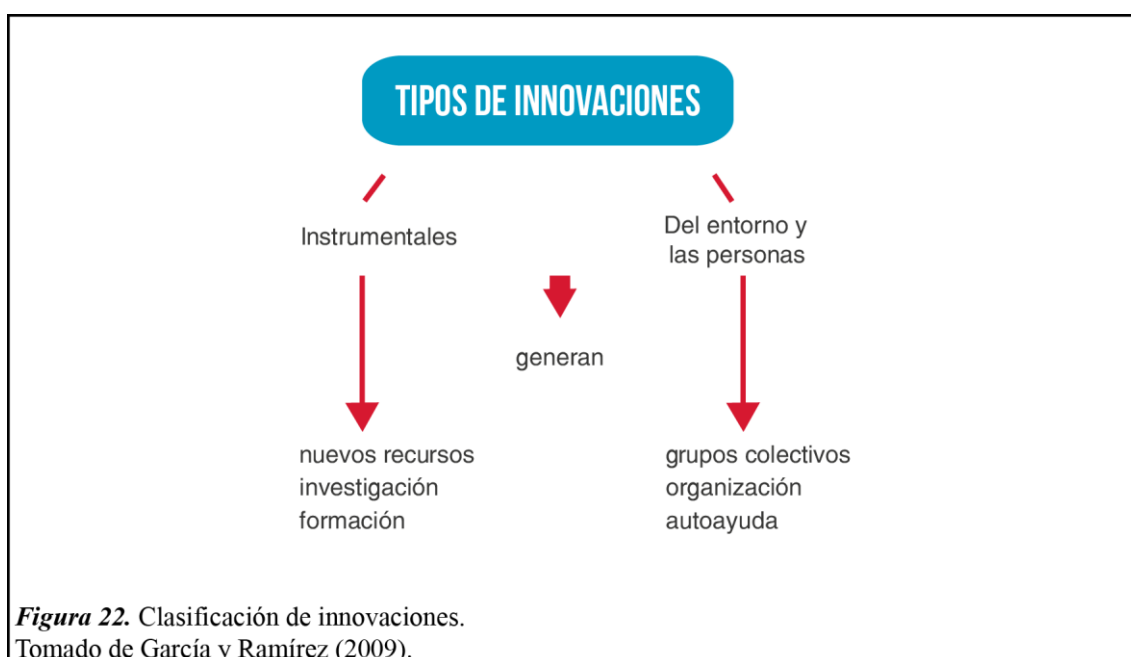 TIPOS DE INNOVACIONES
Instrumentales
Del entorno y
las personas
generan
nuevos recursos
investigación
formación
grupos colectivos
organización
autoayuda
Figura 22. Clasificación de innovaciones.
Tomado de García y Ramírez (2009).